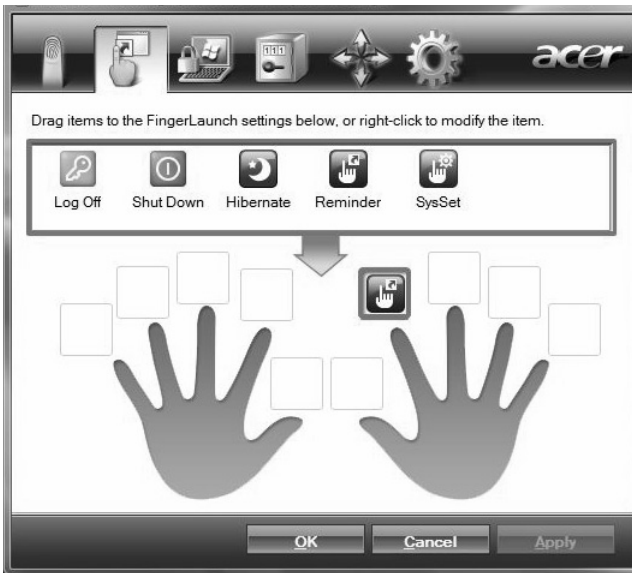 acer
Drag items to the FingerLaunch settings below, or right-click to modify the item.
Log Off Shut Down Hibernate Reminder SysSet
OK Cancel Apply